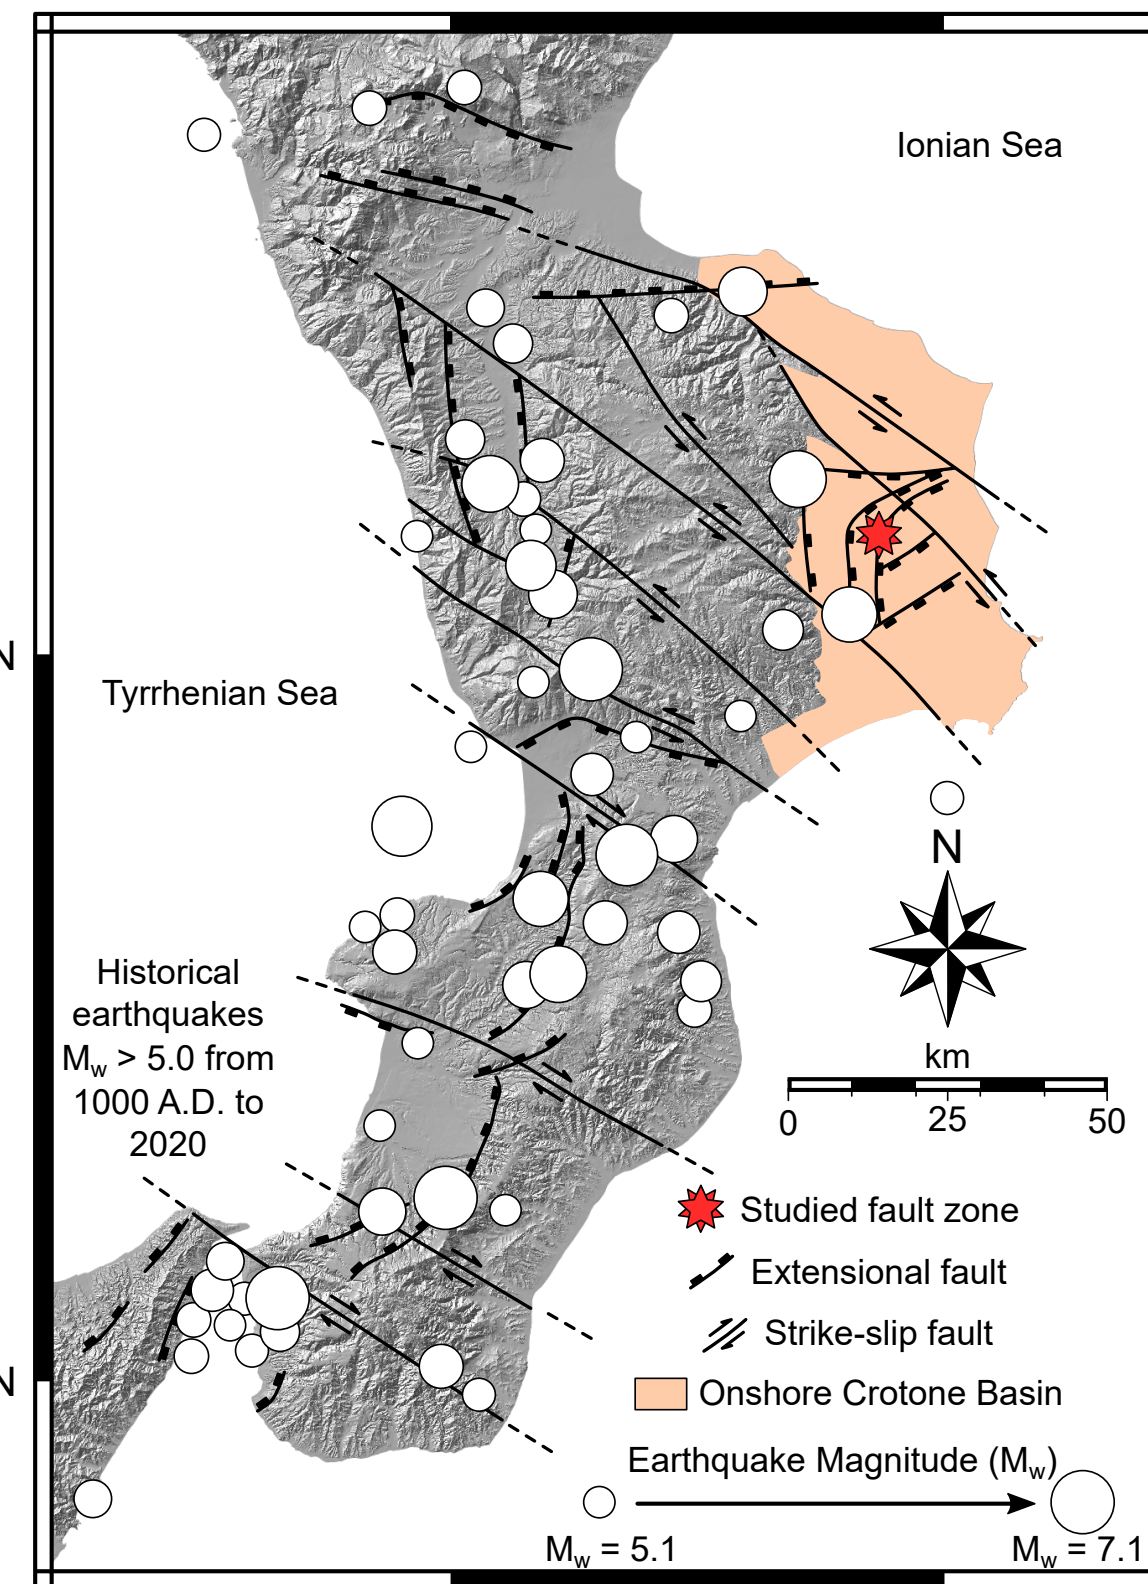 Ionian Sea
N
Tyrrhenian Sea
N
Historical
earthquakes
Mw > 5.0 from
1000 A.D. to
2020
km
0 25 50
Studied fault zone
Extensional fault
Strike-slip fault
N
Onshore Crotone Basin
Earthquake Magnitude (Mw)
Mw = 5.1 Mw = 7.1